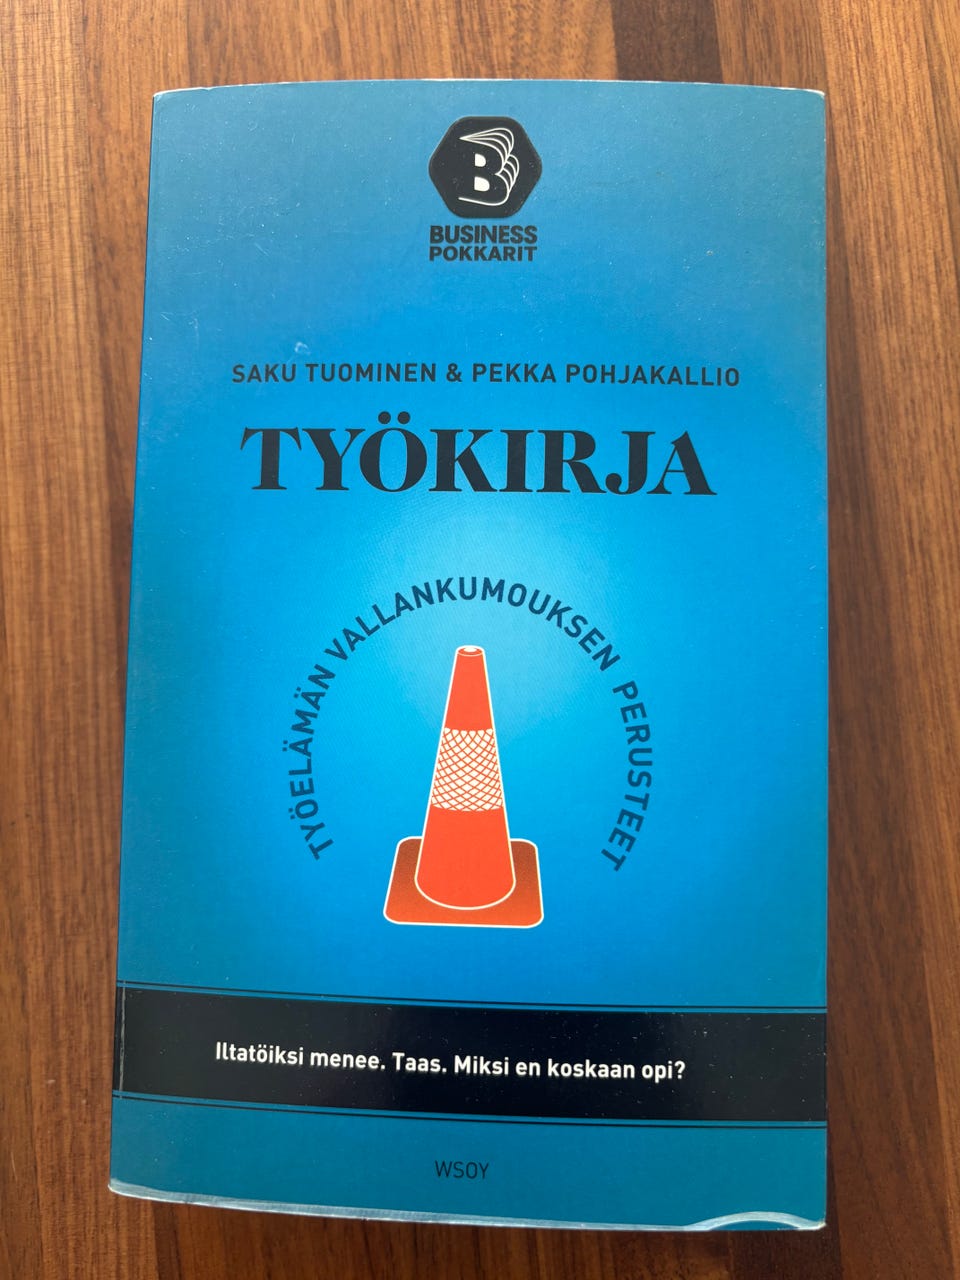 B
BUSINESS
POKKARIT
SAKU TUOMINEN & PEKKA POHJAKALLIO
TYÖKIRJA
TYÖELÄMÄN VALLANKUMOUKSEN PERUSTEET
Iltatöiksi menee. Taas. Miksi en koskaan opi?
WSOY